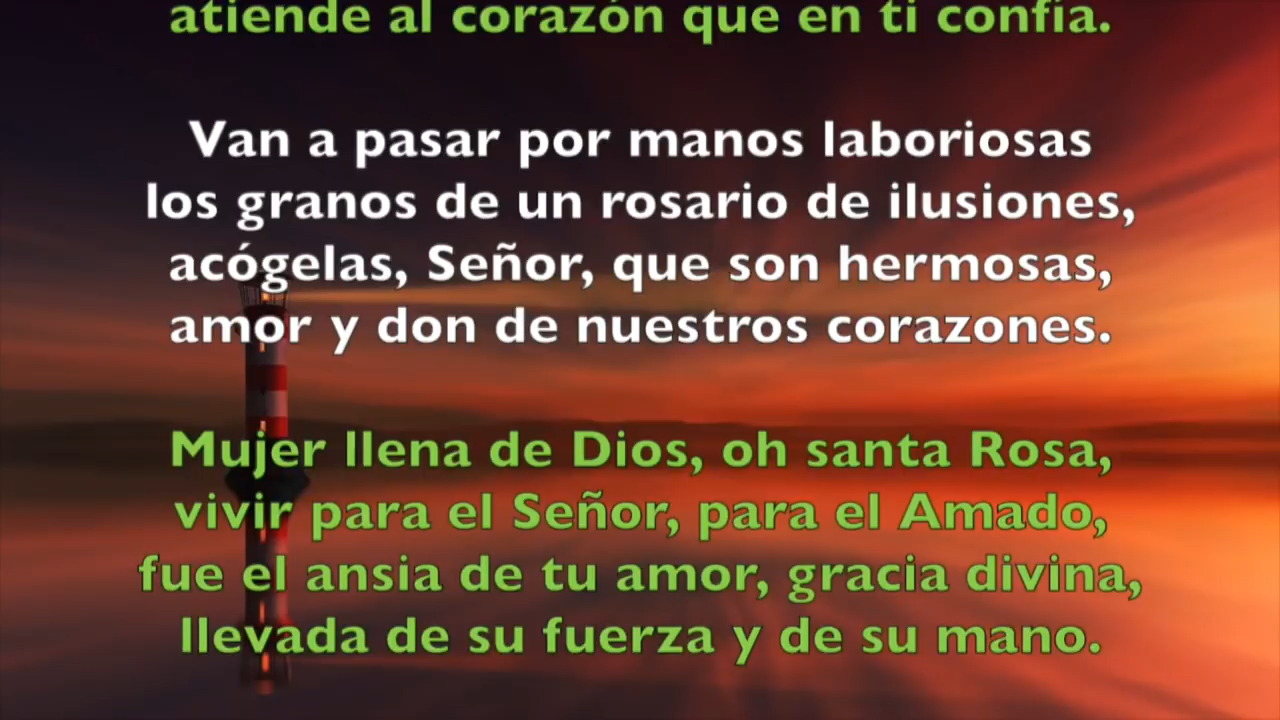 atiende al corazón que en ti confía.
Van a pasar por manos laboriosas
los granos de un rosario de ilusiones,
acógelas, Señor, que son hermosas,
amor y don de nuestros corazones.
Mujer llena de Dios, oh santa Rosa,
vivir para el Señor, para el Amado,
fue el ansia de tu amor, gracia divina,
llevada de su fuerza y de su mano.